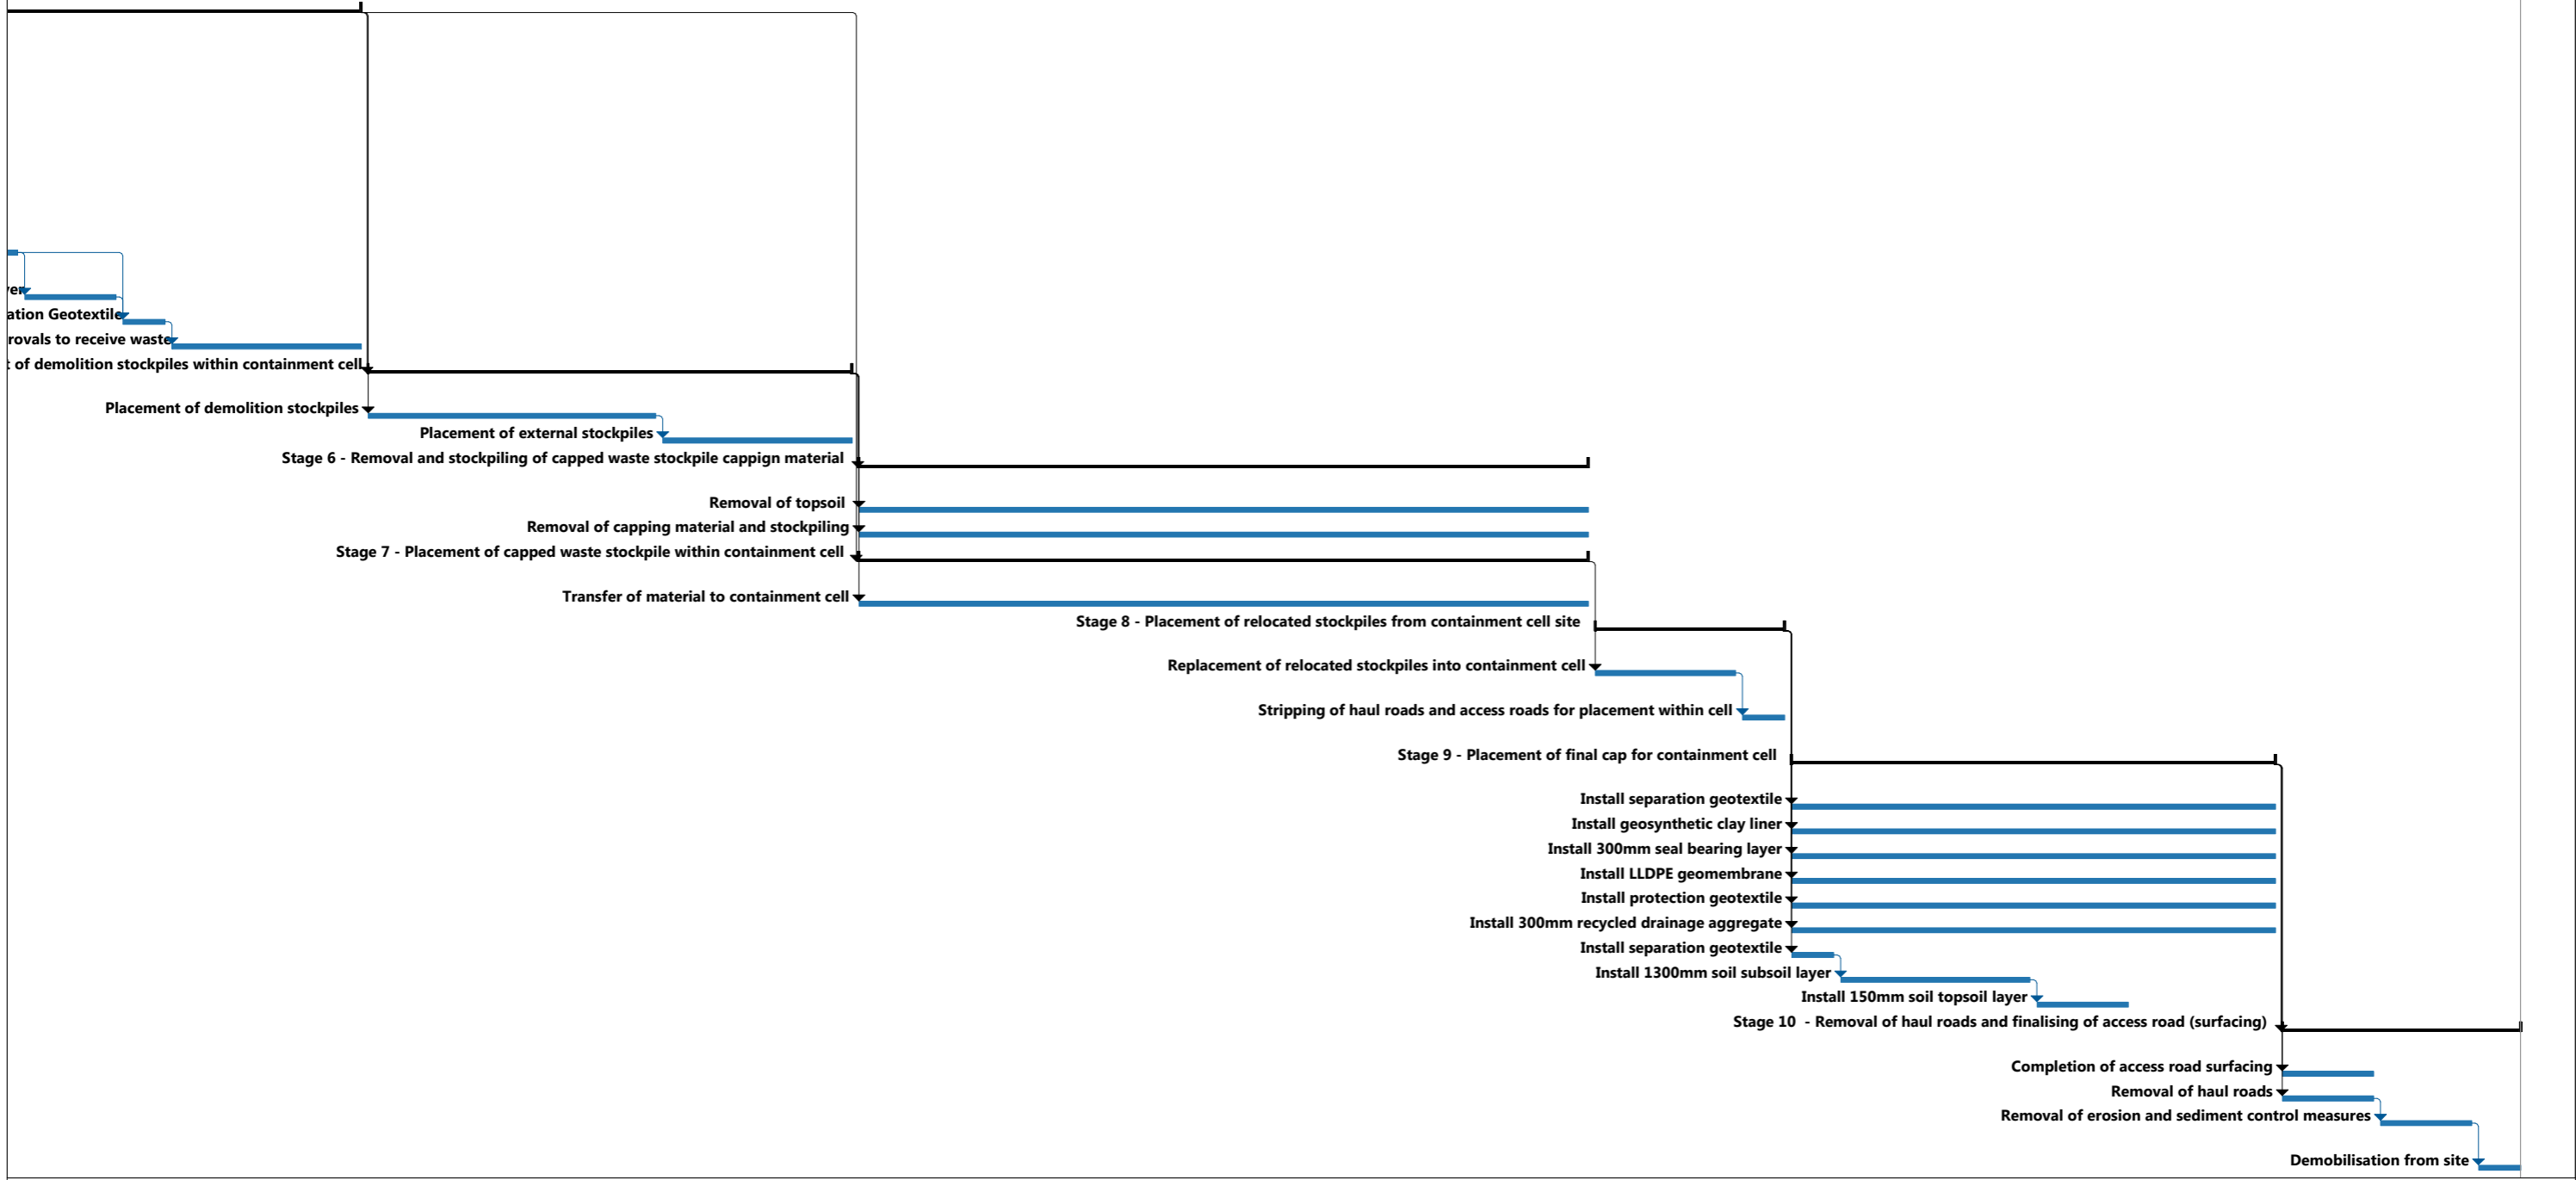 ation Geotextile
rovals to receive waste
t of demolition stockpiles within containment cell
Placement of demolition stockpiles
Placement of external stockpiles
Stage 6 - Removal and stockpiling of capped waste stockpile cappign material
Removal of topsoil
Removal of capping material and stockpiling
Stage 7 - Placement of capped waste stockpile within containment cell
Transfer of material to containment cell
Stage 8 - Placement of relocated stockpiles from containment cell site
Replacement of relocated stockpiles into containment cell
Stripping of haul roads and access roads for placement within cell
Stage 9 - Placement of final cap for containment cell
Install separation geotextile
Install geosynthetic clay liner
Install 300mm seal bearing layer
Install LLDPE geomembrane
Install protection geotextile
Install 300mm recycled drainage aggregate
Install separation geotextile
Install 1300mm soil subsoil layer
Install 150mm soil topsoil layer
Stage 10  - Removal of haul roads and finalising of access road (surfacing)
Completion of access road surfacing
Removal of haul roads
Removal of erosion and sediment control measures
Demobilisation from site